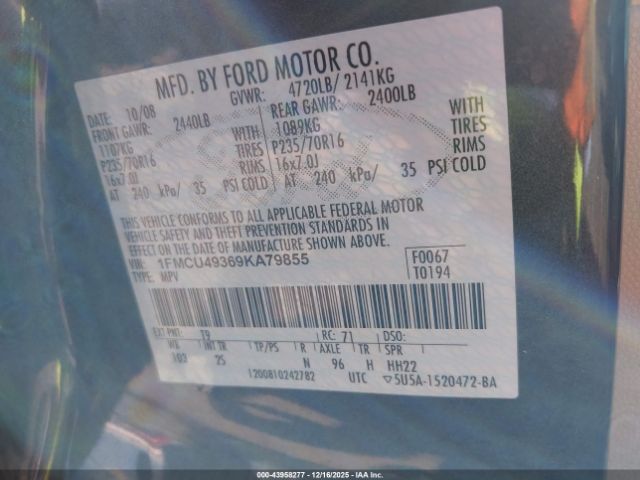 MFD. BY FORD MOTOR CO.
DATE: 10/08 GVWR: 4720LB/ 2141KG
FRONT GAWR: 2440LB REAR GAWR: 2400LB
1107KG WITH 1089KG WITH
P235/70R16 TIRES P235/70R16 TIRES
16x7.0J RIMS 16x7.0J RIMS
AT 240 kPa/ 35 PSI COLD AT 240 kPa/ 35 PSI COLD
THIS VEHICLE CONFORMS TO ALL APPLICABLE FEDERAL MOTOR
VEHICLE SAFETY AND THEFT PREVENTION STANDARDS IN
EFFECT ON THE DATE OF MANUFACTURE SHOWN ABOVE.
VIN: 1FMCU49369KA79855 F0067
TYPE: MPV T0194
EXT PNT: T9 RC: 71 DSO:
WB INT TR TP/PS R AXLE TR SPR
103 25 N 96 H HH22
1200810242782 UTC 5U5A-1520472-BA
000-43958277 - 12/16/2025 - IAA Inc.